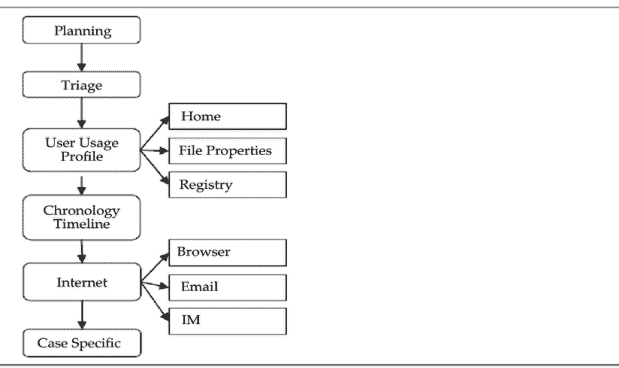 Planning
Triage
User Usage
Profile
Home
File Properties
Registry
Chronology
Timeline
Internet
Browser
Email
IM
Case Specific